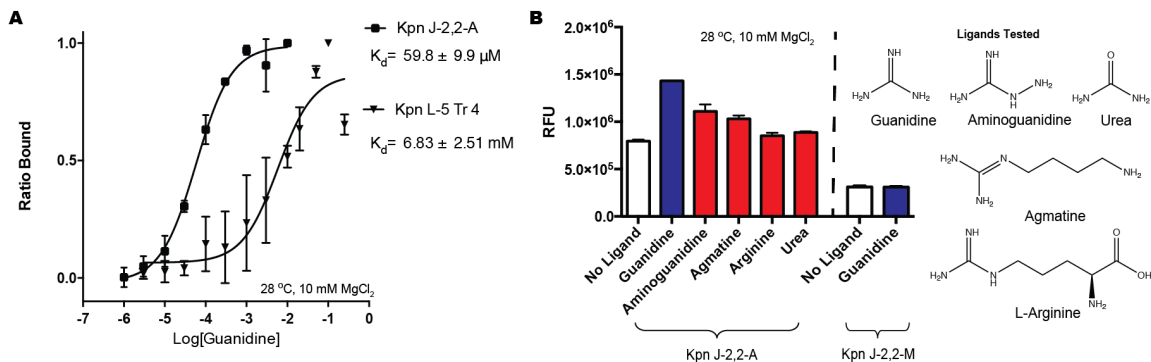 A
Ratio Bound
1.0
0.5
0.0
-7
-6
-5
-4
-3
-2
-1
0
Log[Guanidine]
28 ºC, 10 mM MgCl2
Kpn J-2,2-A
Kd= 59.8 ± 9.9 µM
Kpn L-5 Tr 4
Kd= 6.83 ± 2.51 mM
B
RFU
2.0×10⁶
1.5×10⁶
1.0×10⁶
5.0×10⁵
0.0
28 ºC, 10 mM MgCl2
No Ligand
Guanidine
Aminoguanidine
Agmatine
Arginine
Urea
No Ligand
Guanidine
Kpn J-2,2-A
Kpn J-2,2-M
Ligands Tested
NH
H2N
NH2
Guanidine
NH
H2N
N
H
NH2
Aminoguanidine
O
H2N
NH2
Urea
H2N
N
NH2
NH2
Agmatine
NH
H2N
N
H
O
OH
NH2
L-Arginine